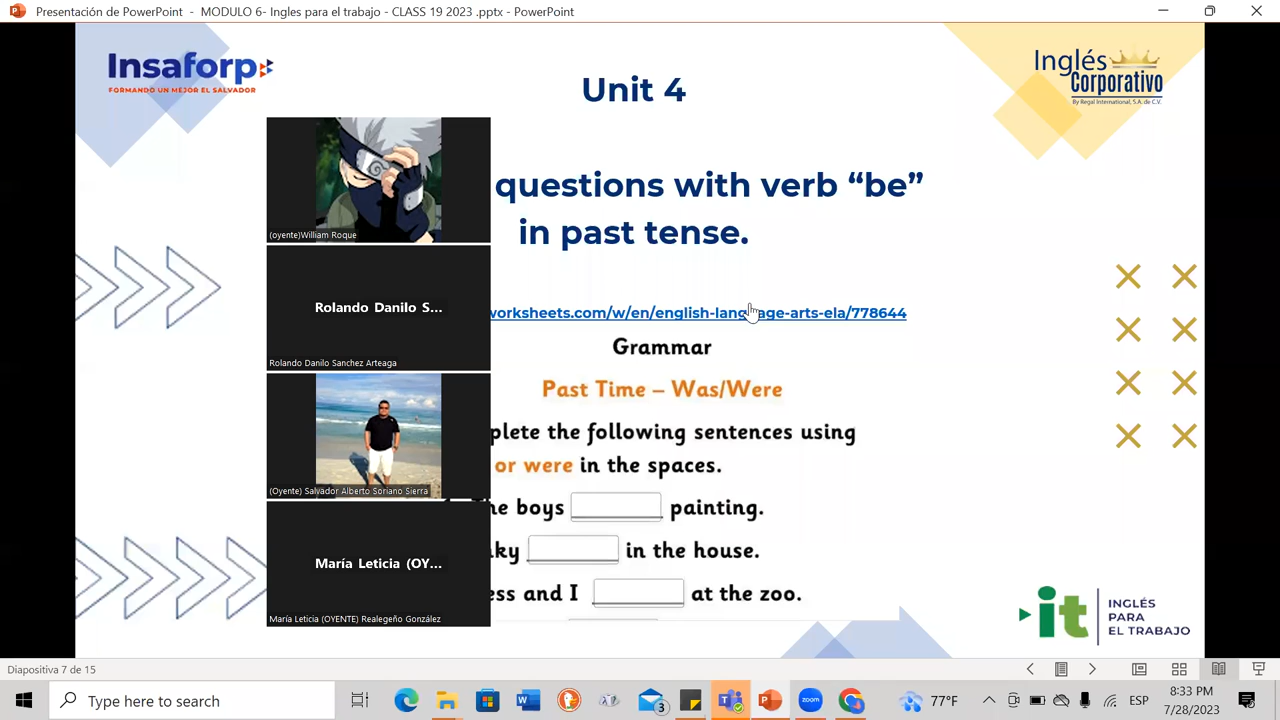 Presentación de PowerPoint - MODULO 6- Ingles para el trabajo - CLASS 19 2023 .pptx - PowerPoint
Insaforp
FORMANDO UN MEJOR EL SALVADOR
Inglés
Corporativo
By Regal International, S.A. de C.V.
Unit 4
questions with verb “be”
in past tense.
worksheets.com/w/en/english-language-arts-ela/778644
Grammar
Past Time – Was/Were
plete the following sentences using
or were in the spaces.
he boys painting.
ky in the house.
ess and I at the zoo.
(oyente)William Roque
Rolando Danilo S...
Rolando Danilo Sanchez Arteaga
(Oyente) Salvador Alberto Soriano Sierra
María Leticia (OY...
María Leticia (OYENTE) Realegeño González
it
INGLÉS
PARA
EL TRABAJO
Diapositiva 7 de 15
Type here to search
3
77°F
ESP
8:33 PM
7/28/2023